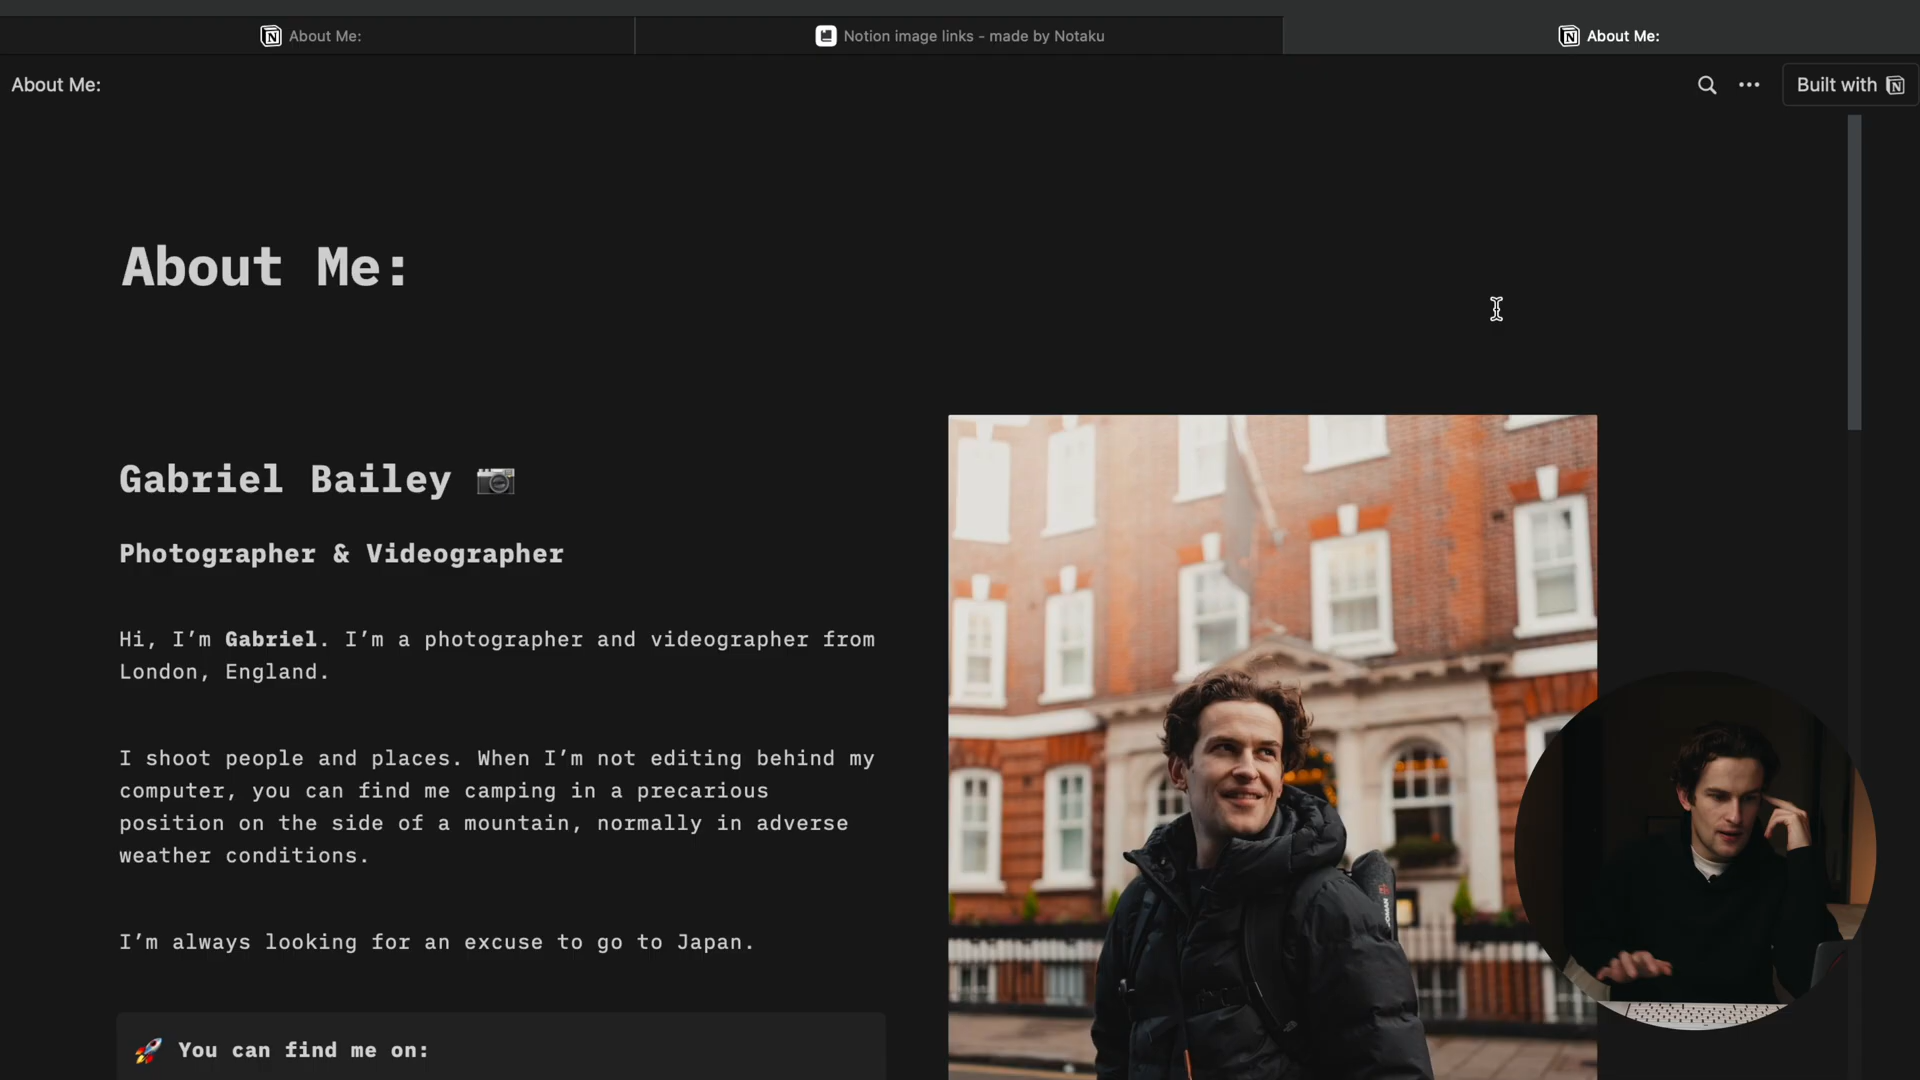 About Me:
Notion image links - made by Notaku
About Me:
About Me:
Built with
About Me:
Gabriel Bailey
Photographer & Videographer
Hi, I’m Gabriel. I’m a photographer and videographer from
London, England.
I shoot people and places. When I’m not editing behind my
computer, you can find me camping in a precarious
position on the side of a mountain, normally in adverse
weather conditions.
I’m always looking for an excuse to go to Japan.
🚀 You can find me on: